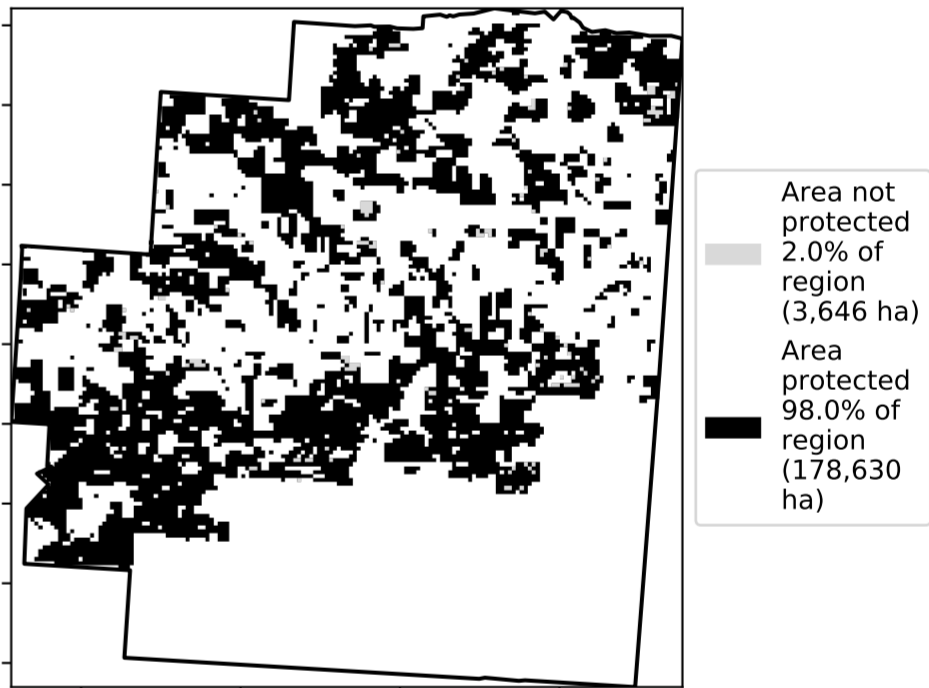 Area not
protected
2.0% of
region
(3,646 ha)
Area
protected
98.0% of
region
(178,630
ha)